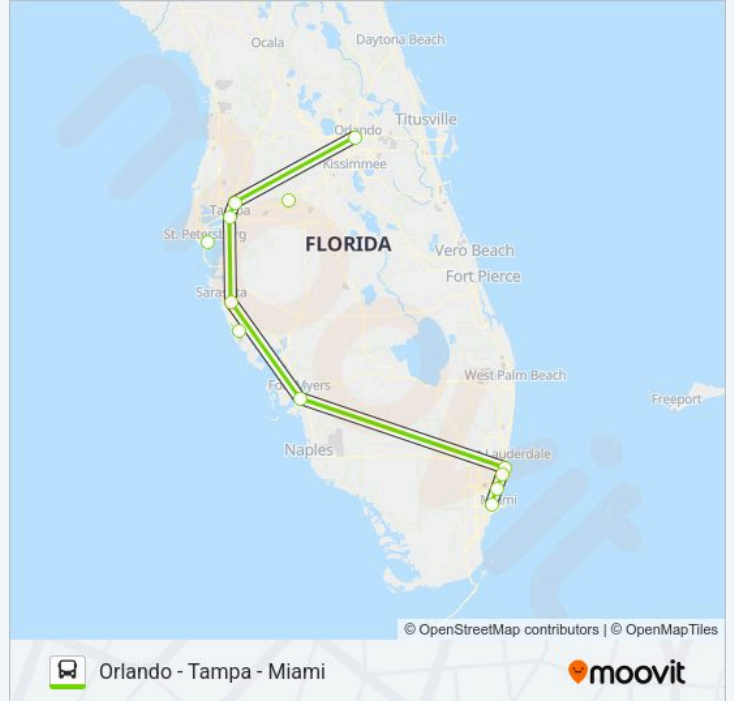 Ocala
Daytona Beach
Titusville
Orlando
Kissimmee
Tampa
St. Petersburg
FLORIDA
Vero Beach
Fort Pierce
Sarasota
West Palm Beach
Fort Myers
Freeport
Naples
Lauderdale
Miami
© OpenStreetMap contributors | © OpenMapTiles
Orlando - Tampa - Miami
moovit